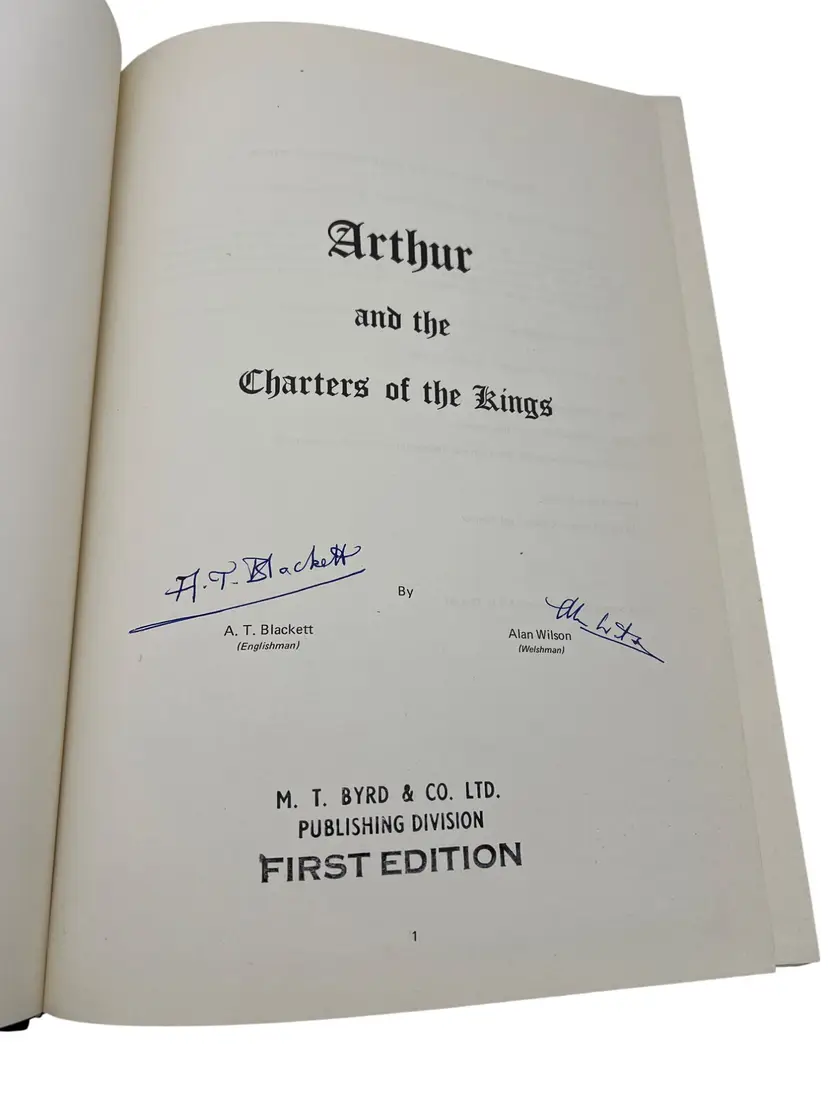 Arthur
and the
Charters of the Kings
A. T. Blackett
By
A. T. Blackett
(Englishman)
Alan Wilson
(Welshman)
M. T. BYRD & CO. LTD.
PUBLISHING DIVISION
FIRST EDITION
1